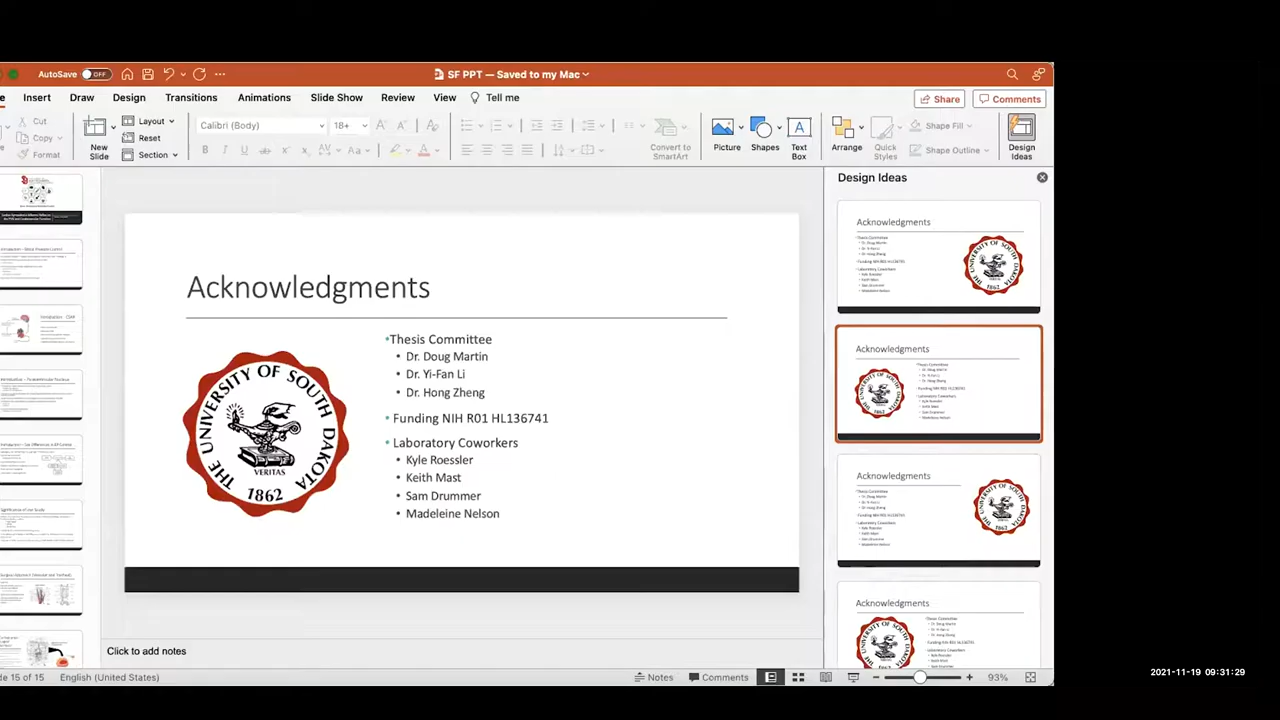 AutoSave OFF
SF PPT — Saved to my Mac
Insert Draw Design Transitions Animations Slide Show Review View Tell me
Share Comments
Cut
Copy
Format
New Slide
Layout
Reset
Section
Calibri (Body) 18+
Convert to SmartArt
Picture Shapes Text Box
Arrange
Quick Styles
Shape Fill
Shape Outline
Design Ideas
Acknowledgments
THE UNIVERSITY OF SOUTH DAKOTA
VERITAS
1862
Thesis Committee
• Dr. Doug Martin
• Dr. Yi-Fan Li
• Dr. Hong Zheng
• Funding NIH R01 HL136741
• Laboratory Coworkers
• Kyle Roessler
• Keith Mast
• Sam Drummer
• Madeleine Nelson
Design Ideas
Acknowledgments
Acknowledgments
Acknowledgments
Acknowledgments
Click to add notes
15 of 15
English (United States)
Notes Comments
93%
2021-11-19 09:31:29